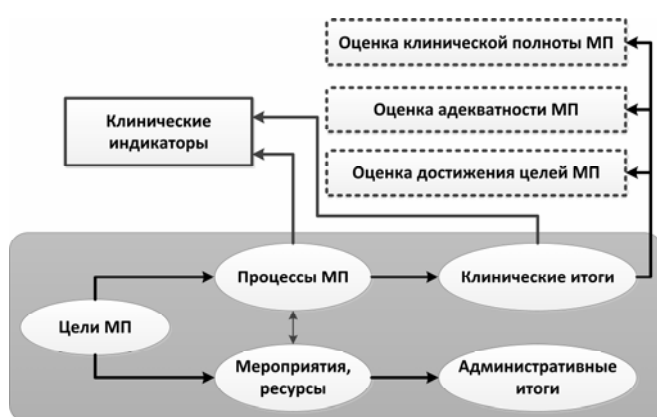 Оценка клинической полноты МП
Клинические
индикаторы
Оценка адекватности МП
Оценка достижения целей МП
Процессы МП
Клинические итоги
Цели МП
Мероприятия,
ресурсы
Административные
итоги